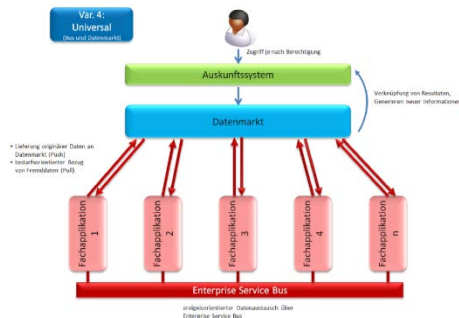 Var. 4:
Universal
(Bus und Datenmarkt)
Zugriff je nach Berechtigung
Auskunftssystem
Verknüpfung von Resultaten,
Generieren neuer Informationen
Datenmarkt
• Lieferung originärer Daten an
Datenmarkt (Push)
• bedarfsorientierter Bezug
von Fremddaten (Pull)
Fachapplikation
1
Fachapplikation
2
Fachapplikation
3
Fachapplikation
4
Fachapplikation
n
Enterprise Service Bus
ereignisorientierter Datenaustausch über
Enterprise Service Bus